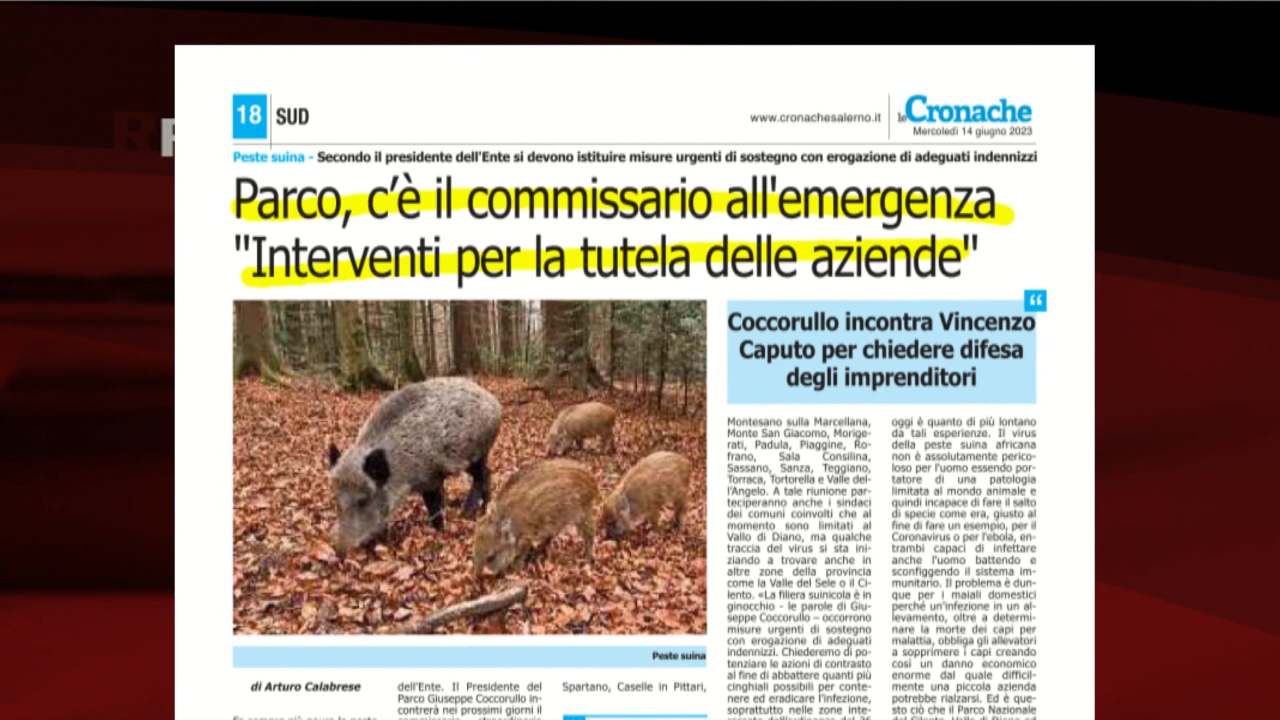 18 SUD
www.cronachesalerno.it
leCronache
Mercoledì 14 giugno 2023
Peste suina - Secondo il presidente dell'Ente si devono istituire misure urgenti di sostegno con erogazione di adeguati indennizzi
Parco, c'è il commissario all'emergenza
"Interventi per la tutela delle aziende"
“
Coccorullo incontra Vincenzo
Caputo per chiedere difesa
degli imprenditori
Peste suina
di Arturo Calabrese
dell'Ente. Il Presidente del
Parco Giuseppe Coccorullo in-
contrerà nei prossimi giorni il
Spartano, Caselle in Pittari,
Montesano sulla Marcellana,
Monte San Giacomo, Morige-
rati, Padula, Piaggine, Ro-
frano, Sala Consilina,
Sassano, Sanza, Teggiano,
Torraca, Tortorella e Valle del-
l'Angelo. A tale riunione par-
teciperanno anche i sindaci
dei comuni coinvolti che al
momento sono limitati al
Vallo di Diano, ma qualche
traccia del virus si sta ini-
ziando a trovare anche in
altre zone della provincia
come la Valle del Sele o il Ci-
lento. «La filiera suinicola è in
ginocchio - le parole di Giu-
seppe Coccorullo – occorrono
misure urgenti di sostegno
con erogazione di adeguati
indennizzi. Chiederemo di po-
tenziare le azioni di contrasto
al fine di abbattere quanti più
cinghiali possibili per conte-
nere ed eradicare l'infezione,
soprattutto nelle zone inte-
oggi è quanto di più lontano
da tali esperienze. Il virus
della peste suina africana
non è assolutamente perico-
loso per l'uomo essendo por-
tatore di una patologia
limitata al mondo animale e
quindi incapace di fare il salto
di specie come era, giusto al
fine di fare un esempio, per il
Coronavirus o per l'ebola, en-
trambi capaci di infettare
anche l'uomo battendo e
sconfiggendo il sistema im-
munitario. Il problema è dun-
que per i maiali domestici
perché un'infezione in un al-
levamento, oltre a determi-
nare la morte dei capi per
malattia, obbliga gli allevatori
a sopprimere i capi creando
così un danno economico
enorme dal quale difficil-
mente una piccola azienda
potrebbe rialzarsi. Ed è que-
sto ciò che il Parco Nazionale